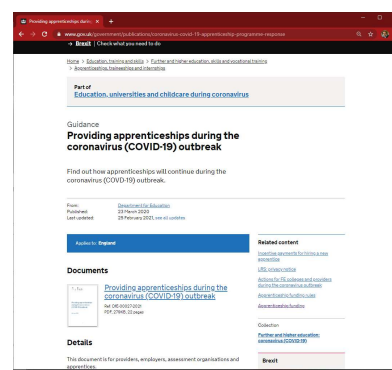 Providing apprenticeships during
www.gov.uk/government/publications/coronavirus-covid-19-apprenticeship-programme-response
→ Brexit | Check what you need to do
Home > Education, training and skills > Further and higher education, skills and vocational training
> Apprenticeships, traineeships and internships
Part of
Education, universities and childcare during coronavirus
Guidance
Providing apprenticeships during the
coronavirus (COVID-19) outbreak
Find out how apprenticeships will continue during the
coronavirus (COVID-19) outbreak.
From: Department for Education
Published: 23 March 2020
Last updated: 25 February 2021, see all updates
Applies to: England
Documents
Providing apprenticeships during the
coronavirus (COVID-19) outbreak
Ref: DfE-00027-2021
PDF, 278KB, 22 pages
Details
This document is for providers, employers, assessment organisations and
apprentices.
Related content
Incentive payments for hiring a new
apprentice
LRS: privacy notice
Actions for FE colleges and providers
during the coronavirus outbreak
Apprenticeship funding rules
Apprenticeship funding
Collection
Further and higher education:
coronavirus (COVID-19)
Brexit